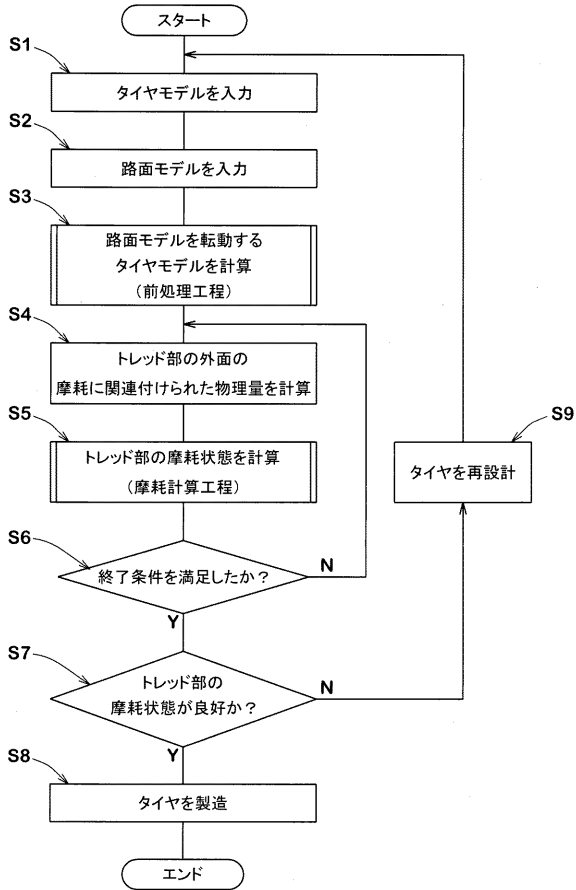 スタート
S1
タイヤモデルを入力
S2
路面モデルを入力
S3
路面モデルを転動する
タイヤモデルを計算
(前処理工程)
S4
トレッド部の外面の
摩耗に関連付けられた物理量を計算
S5
トレッド部の摩耗状態を計算
(摩耗計算工程)
S9
タイヤを再設計
S6
終了条件を満足したか？
N
Y
S7
トレッド部の
摩耗状態が良好か？
N
Y
S8
タイヤを製造
エンド